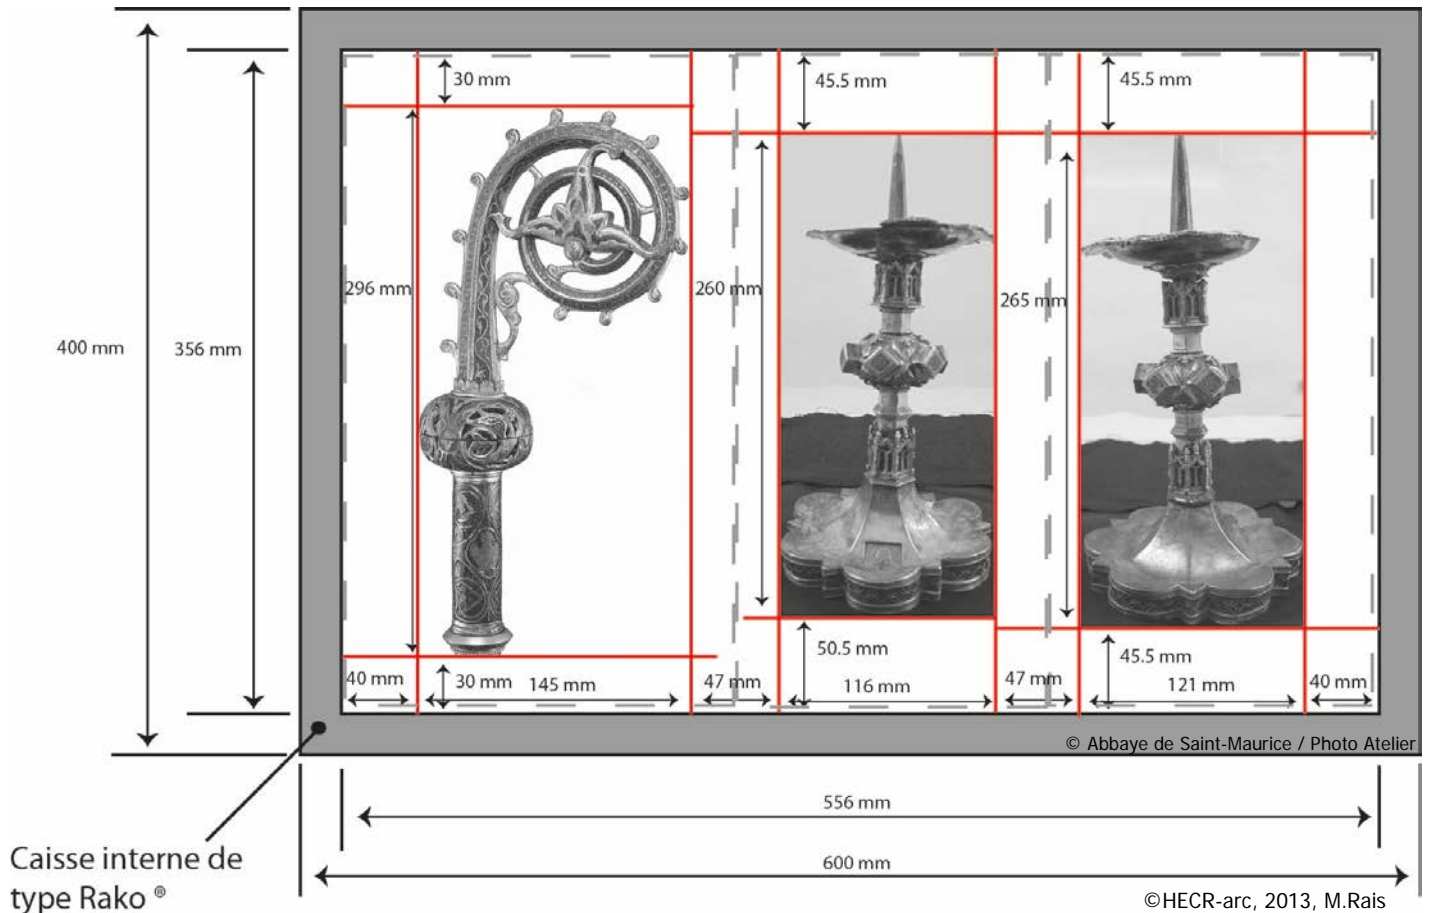 30 mm
45.5 mm
45.5 mm
296 mm
260 mm
265 mm
400 mm
356 mm
50.5 mm
45.5 mm
40 mm
30 mm
145 mm
47 mm
116 mm
47 mm
121 mm
40 mm
© Abbaye de Saint-Maurice / Photo Atelier
556 mm
600 mm
Caisse interne de
type Rako ®
©HECR-arc, 2013, M.Rais